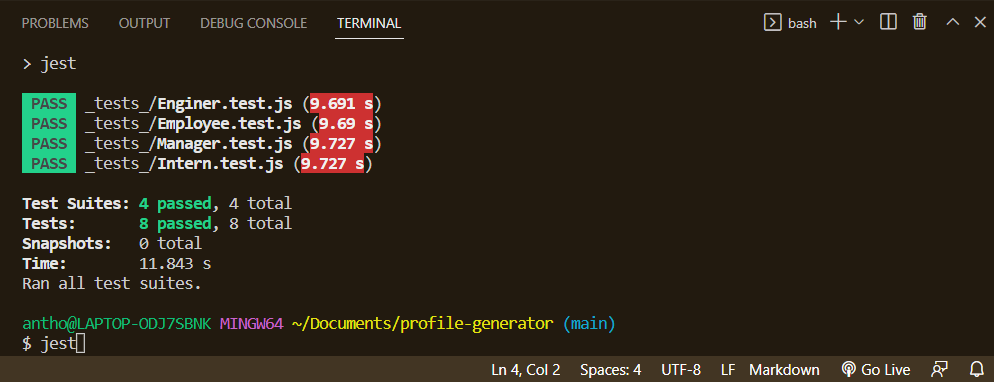 PROBLEMS OUTPUT DEBUG CONSOLE TERMINAL bash
> jest
PASS _tests_/Enginer.test.js (9.691 s)
PASS _tests_/Employee.test.js (9.69 s)
PASS _tests_/Manager.test.js (9.727 s)
PASS _tests_/Intern.test.js (9.727 s)
Test Suites: 4 passed, 4 total
Tests: 8 passed, 8 total
Snapshots: 0 total
Time: 11.843 s
Ran all test suites.
antho@LAPTOP-ODJ7SBNK MINGW64 ~/Documents/profile-generator (main)
$ jest
Ln 4, Col 2 Spaces: 4 UTF-8 LF Markdown Go Live